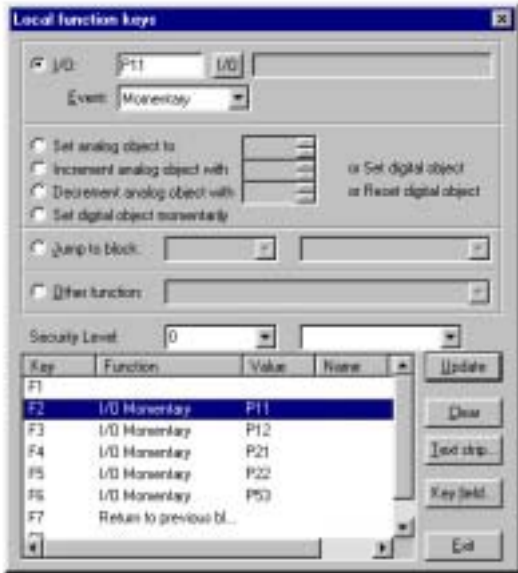 Local function keys
I/O: P11 I/O
Event: Momentary
Set analog object to
Increment analog object with or Set digital object
Decrement analog object with or Reset digital object
Set digital object momentarily
Jump to block:
Other function:
Security Level: 0
Key Function Value Name Update
F1
F2 I/O Momentary P11 Clear
F3 I/O Momentary P12
F4 I/O Momentary P21 Text strip...
F5 I/O Momentary P22
F6 I/O Momentary P53 Key field...
F7 Return to previous bl...
Exit